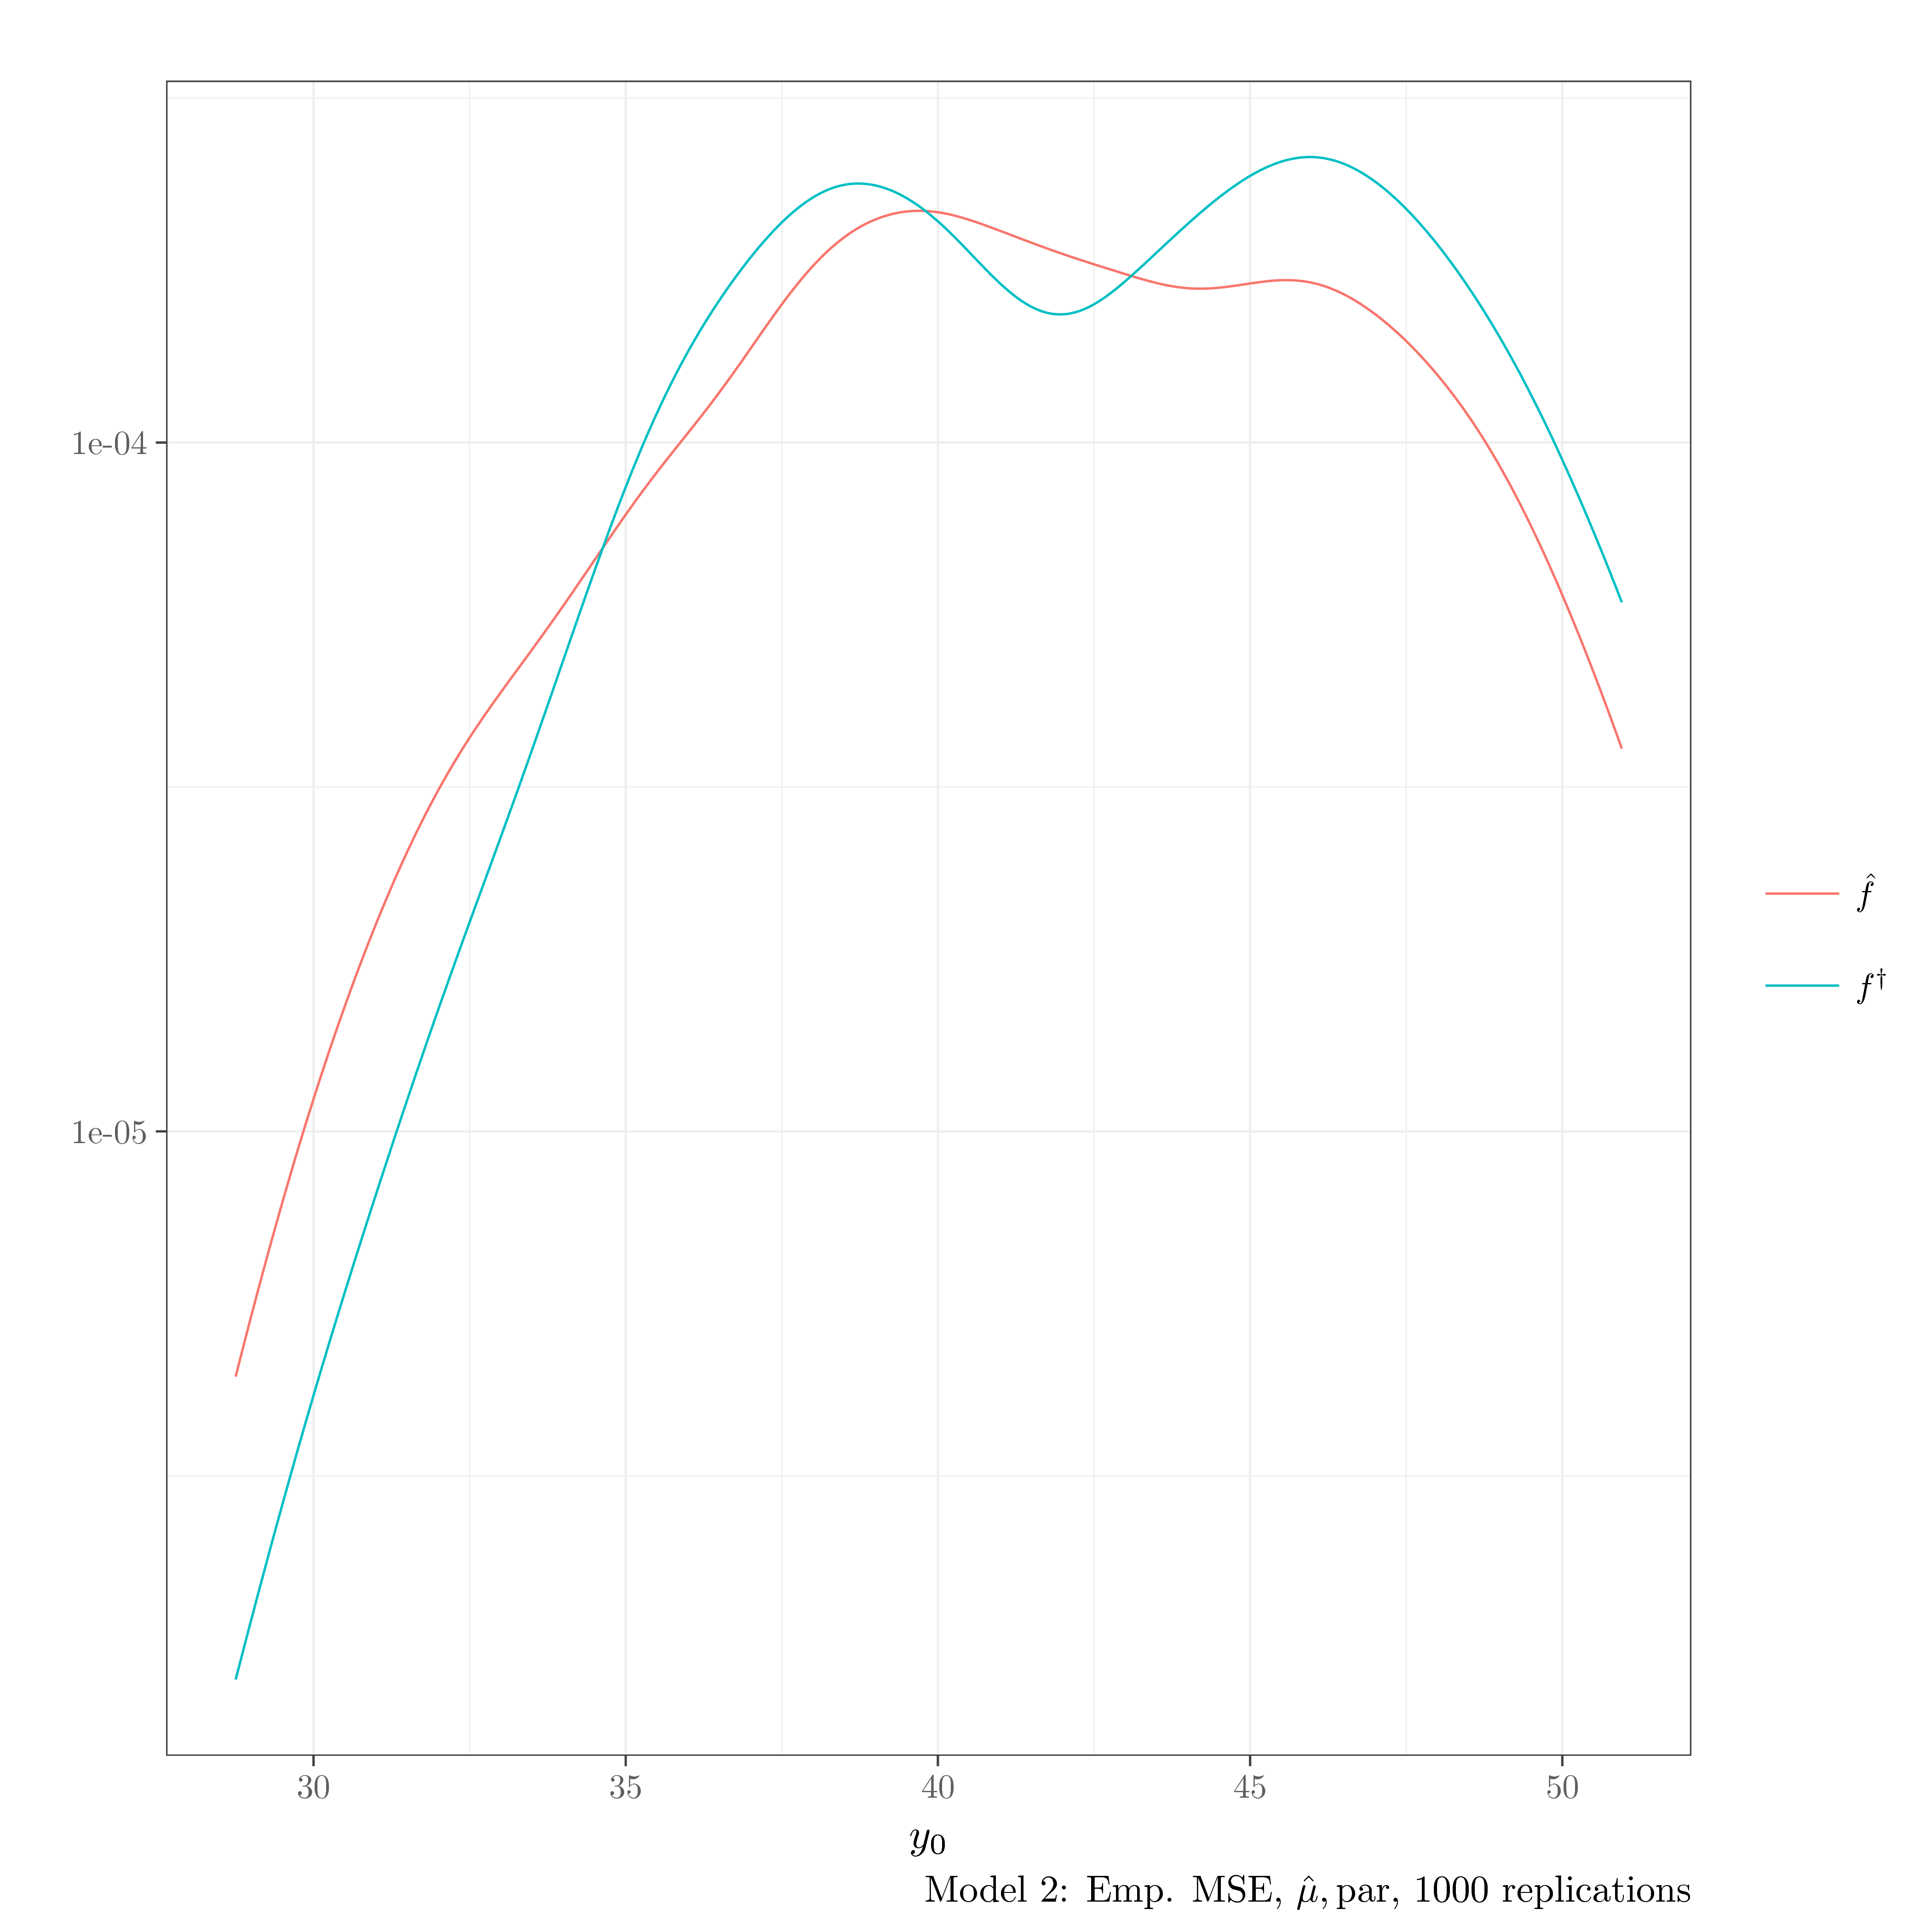 1e-04
1e-05
30 35 40 45 50
y₀
f̂
f†
Model 2: Emp. MSE, μ̂, par, 1000 replications